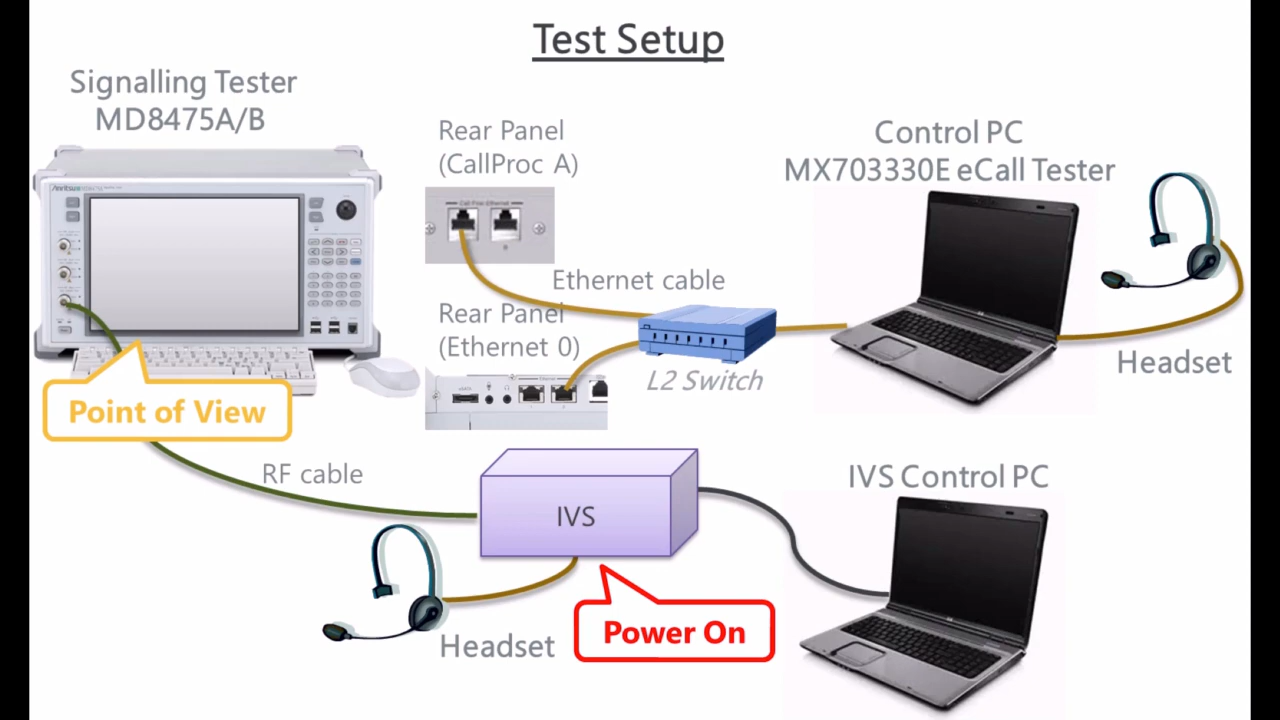 Test Setup
Signalling Tester
MD8475A/B
Rear Panel
(CallProc A)
Control PC
MX703330E eCall Tester
Anritsu
Ethernet cable
Rear Panel
(Ethernet 0)
L2 Switch
Headset
Point of View
RF cable
IVS
IVS Control PC
Headset
Power On